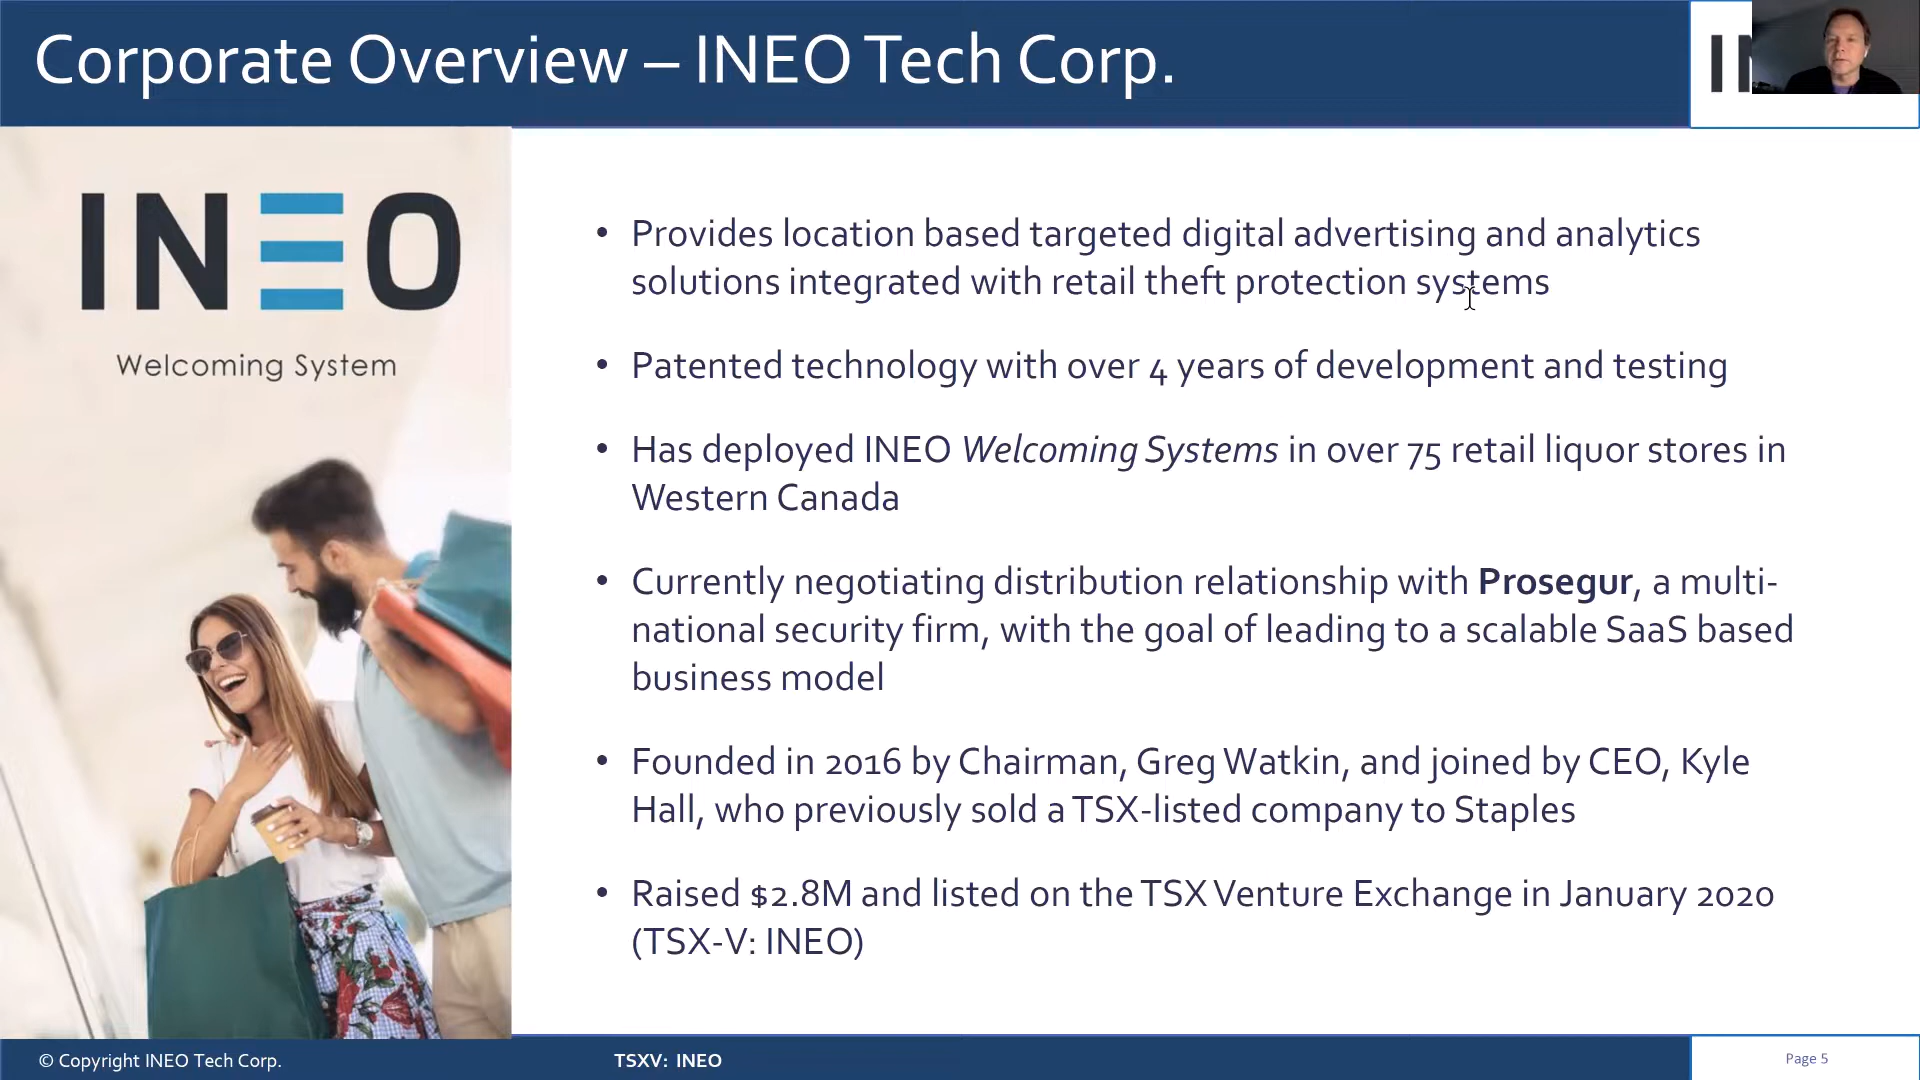 Corporate Overview – INEO Tech Corp.
INEO
Welcoming System
• Provides location based targeted digital advertising and analytics
solutions integrated with retail theft protection systems
• Patented technology with over 4 years of development and testing
• Has deployed INEO Welcoming Systems in over 75 retail liquor stores in
Western Canada
• Currently negotiating distribution relationship with Prosegur, a multi-
national security firm, with the goal of leading to a scalable SaaS based
business model
• Founded in 2016 by Chairman, Greg Watkin, and joined by CEO, Kyle
Hall, who previously sold a TSX-listed company to Staples
• Raised $2.8M and listed on the TSX Venture Exchange in January 2020
(TSX-V: INEO)
© Copyright INEO Tech Corp.
TSXV: INEO
Page 5